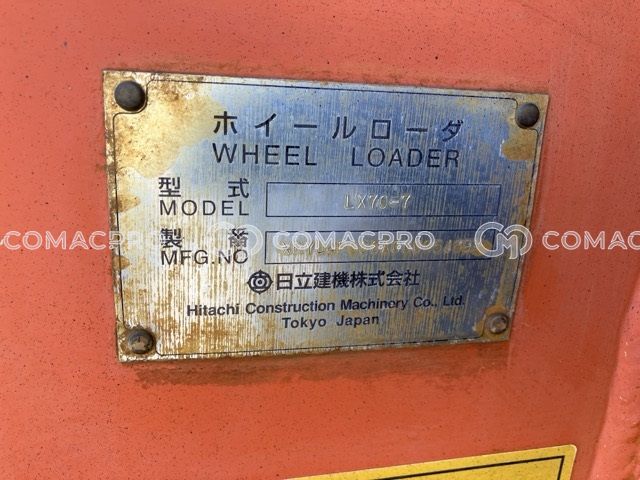 ホイールローダ
WHEEL LOADER
型式
MODEL
LX70-7
製番
MFG.NO
COMACPRO COMACPRO COMACPRO
日立建機株式会社
Hitachi Construction Machinery Co., Ltd.
Tokyo Japan